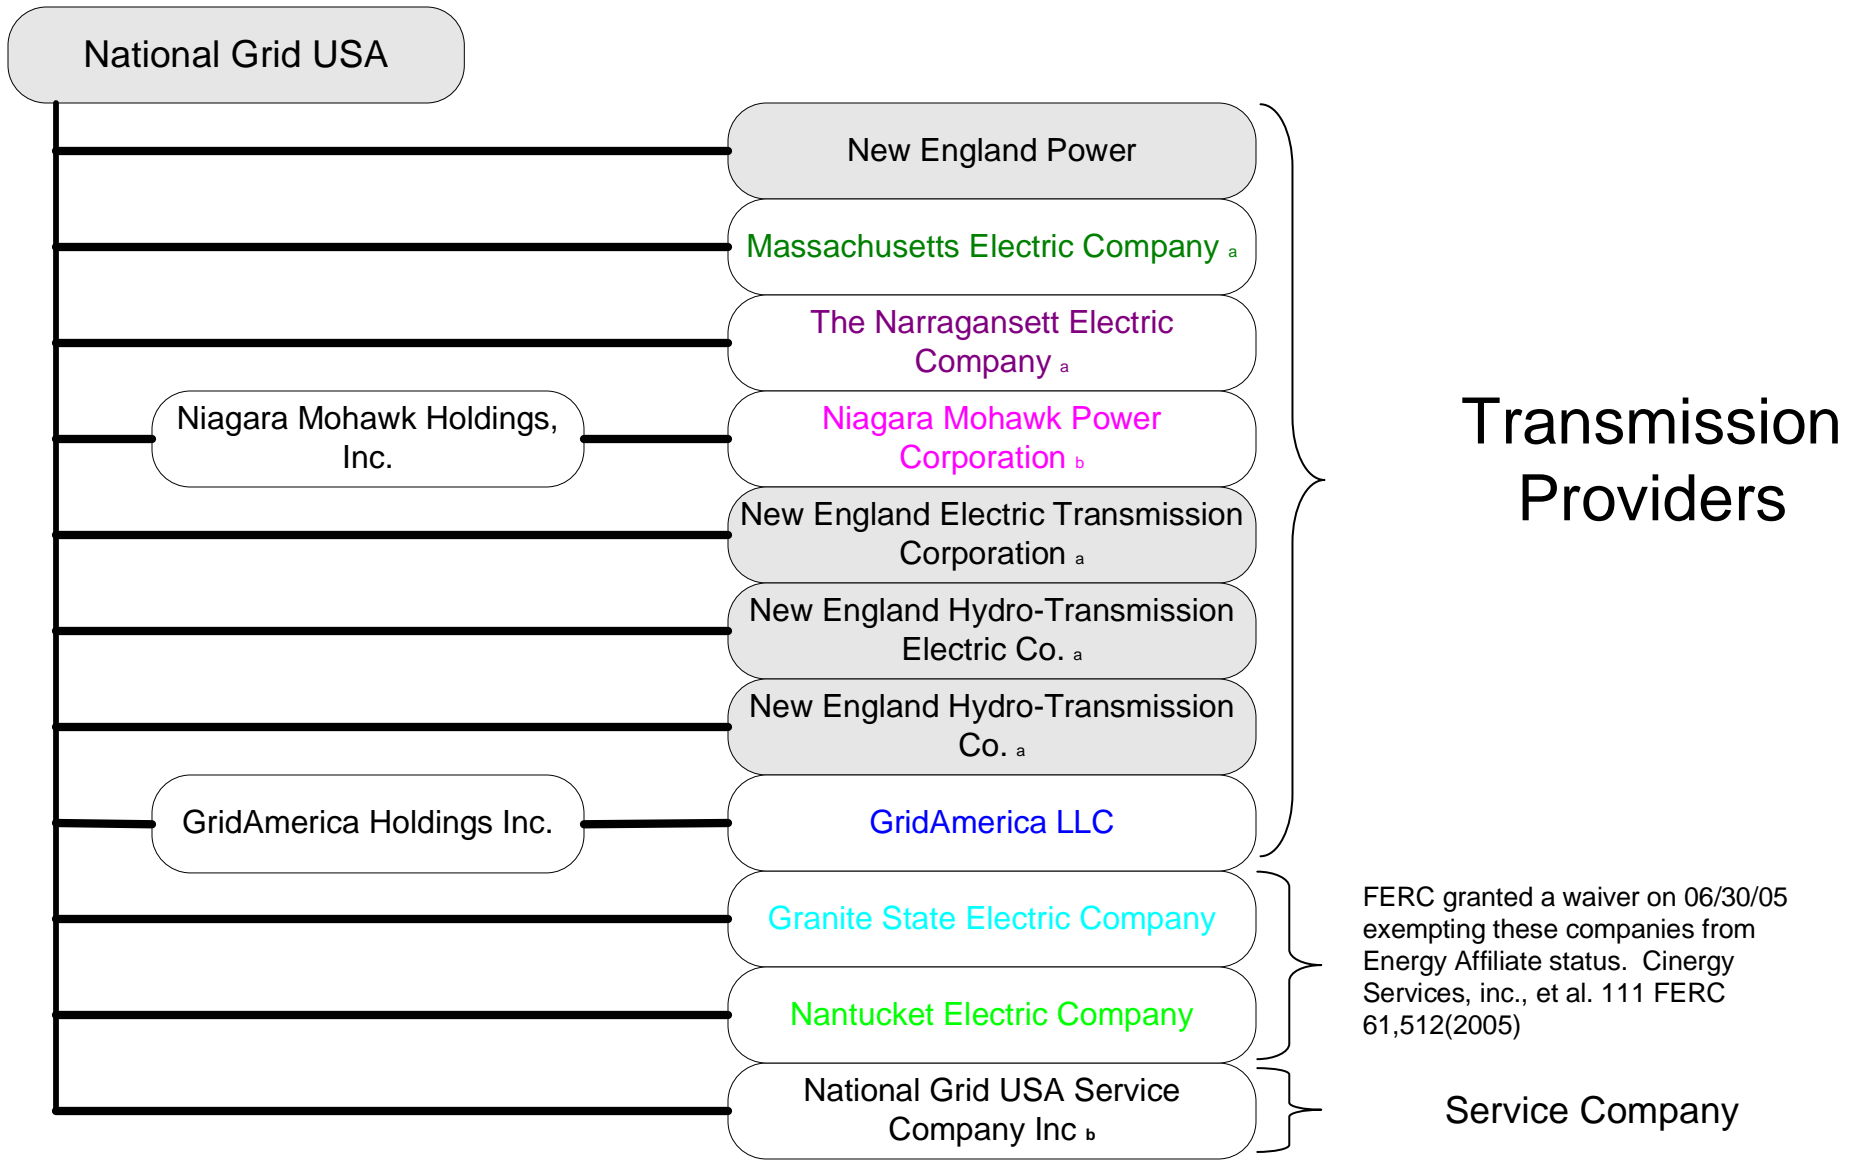 National Grid USA
New England Power
Massachusetts Electric Company a
The Narragansett Electric
Company a
Niagara Mohawk Holdings,
Inc.
Niagara Mohawk Power
Corporation b
New England Electric Transmission
Corporation a
New England Hydro-Transmission
Electric Co. a
New England Hydro-Transmission
Co. a
GridAmerica Holdings Inc.
GridAmerica LLC
Transmission
Providers
Granite State Electric Company
Nantucket Electric Company
FERC granted a waiver on 06/30/05
exempting these companies from
Energy Affiliate status.  Cinergy
Services, inc., et al. 111 FERC
61,512(2005)
National Grid USA Service
Company Inc b
Service Company